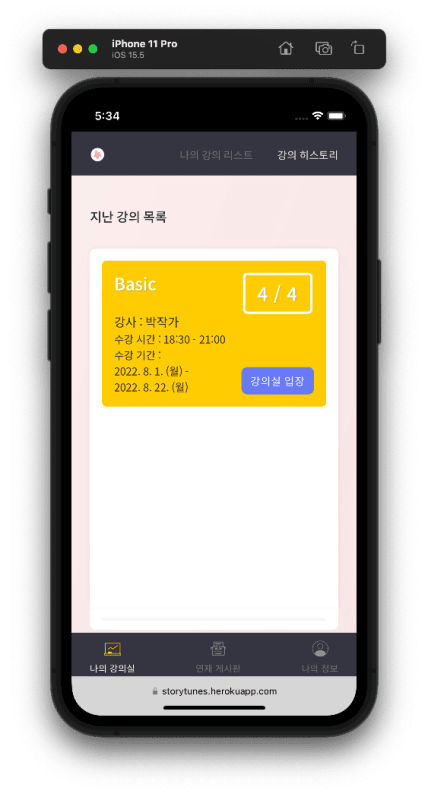 iPhone 11 Pro
iOS 15.5
5:34
나의 강의 리스트
강의 히스토리
지난 강의 목록
Basic
4 / 4
강사 : 박작가
수강 시간 : 18:30 - 21:00
수강 기간 :
2022. 8. 1. (월) -
2022. 8. 22. (월)
강의실 입장
나의 강의실
연재 게시판
나의 정보
storytunes.herokuapp.com